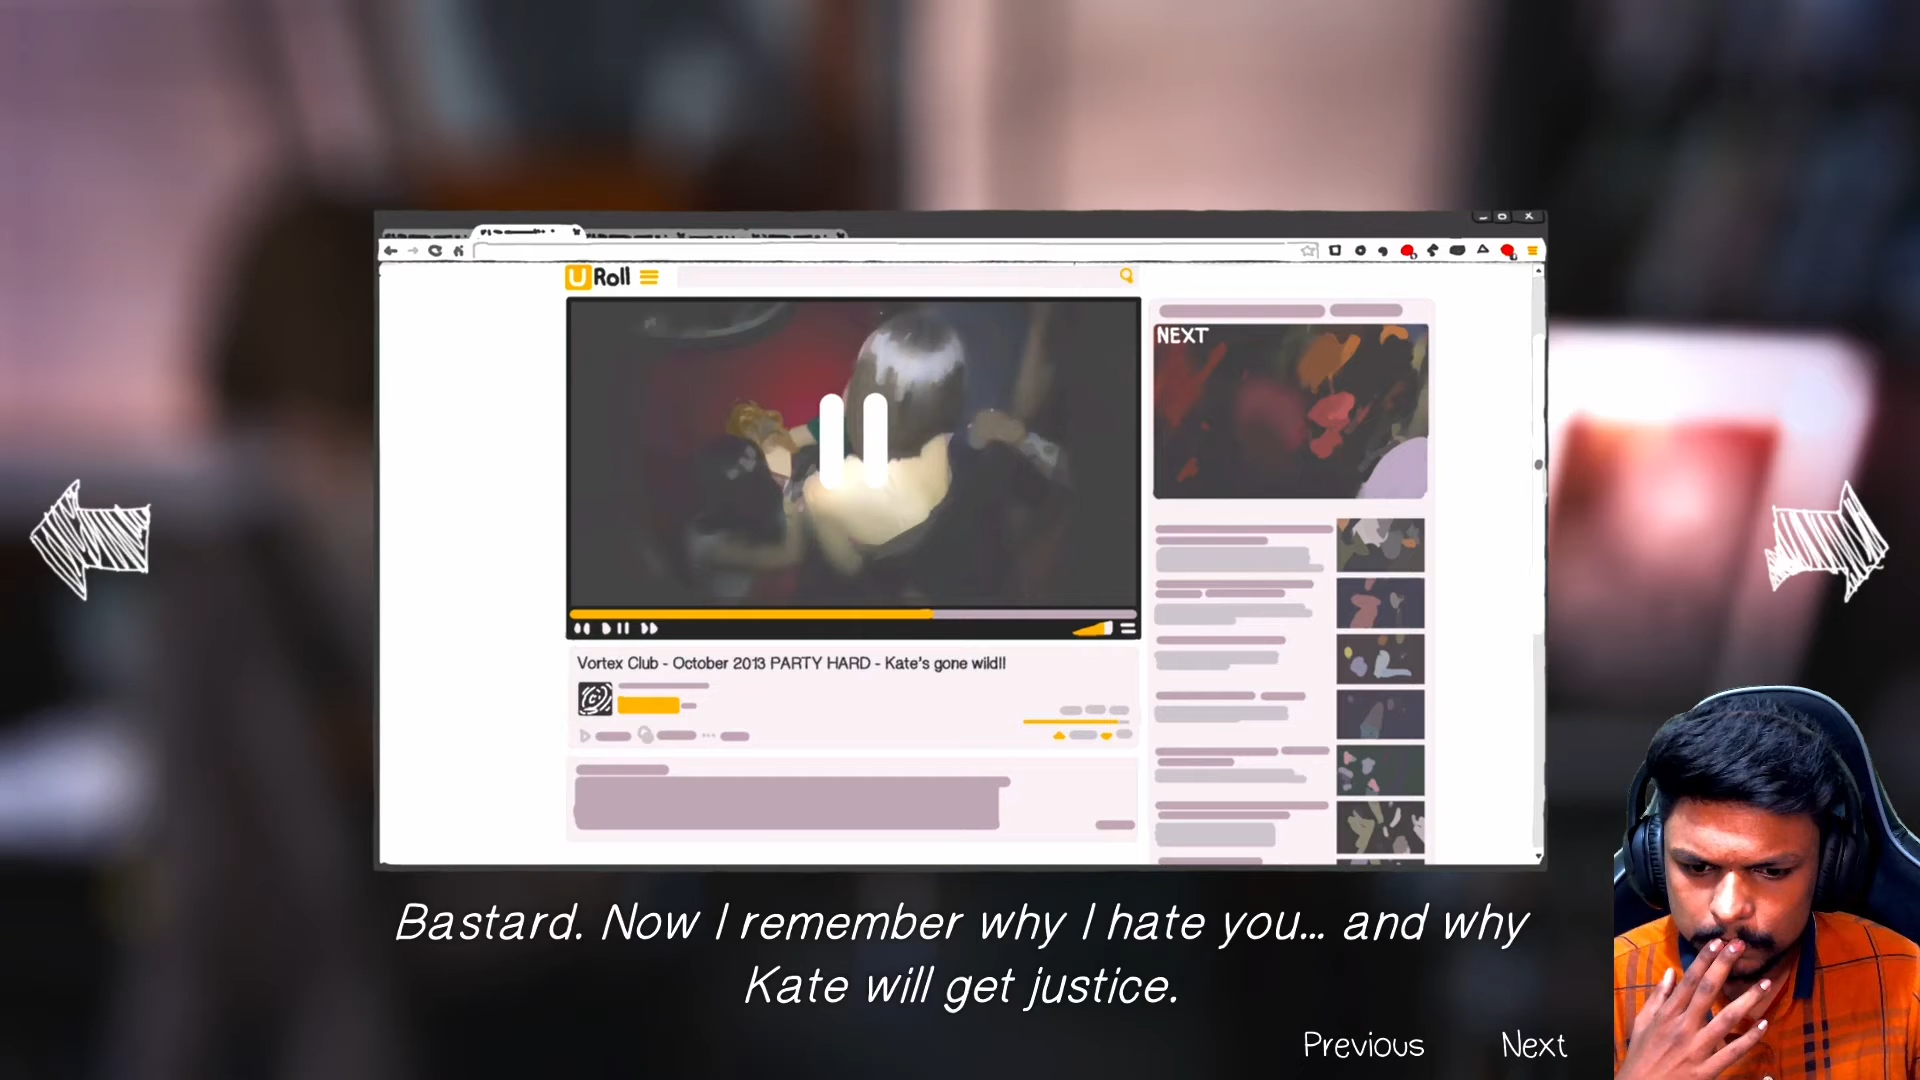 U Roll
NEXT
Vortex Club - October 2013 PARTY HARD - Kate's gone wild!!
Bastard. Now I remember why I hate you... and why
Kate will get justice.
Previous Next